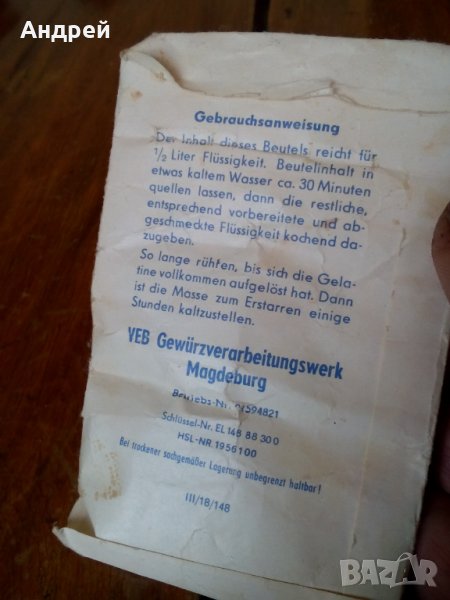 Андрей
Gebrauchsanweisung
Der Inhalt dieses Beutels reicht für
1/2 Liter Flüssigkeit. Beutelinhalt in
etwas kaltem Wasser ca. 30 Minuten
quellen lassen, dann die restliche,
entsprechend vorbereitete und ab-
geschmeckte Flüssigkeit kochend da-
zugeben.
So lange rühren, bis sich die Gela-
tine vollkommen aufgelöst hat. Dann
ist die Masse zum Erstarren einige
Stunden kaltzustellen.
VEB Gewürzverarbeitungswerk
Magdeburg
Betriebs-Nr.
Schlüssel-Nr. EL 148 88 300
HSL-NR 1956100
Bei trockener sachgemäßer Lagerung unbegrenzt haltbar!
III/18/148
BAZAR